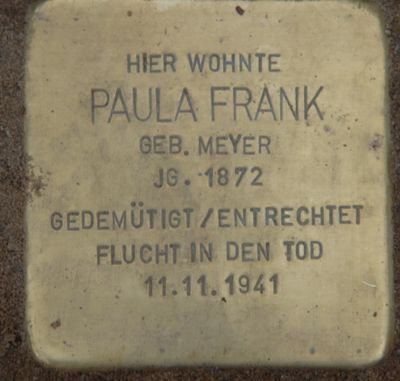 HIER WOHNTE
PAULA FRANK
GEB. MEYER
JG. 1872
GEDEMÜTIGT/ENTRECHTET
FLUCHT IN DEN TOD
11.11.1941